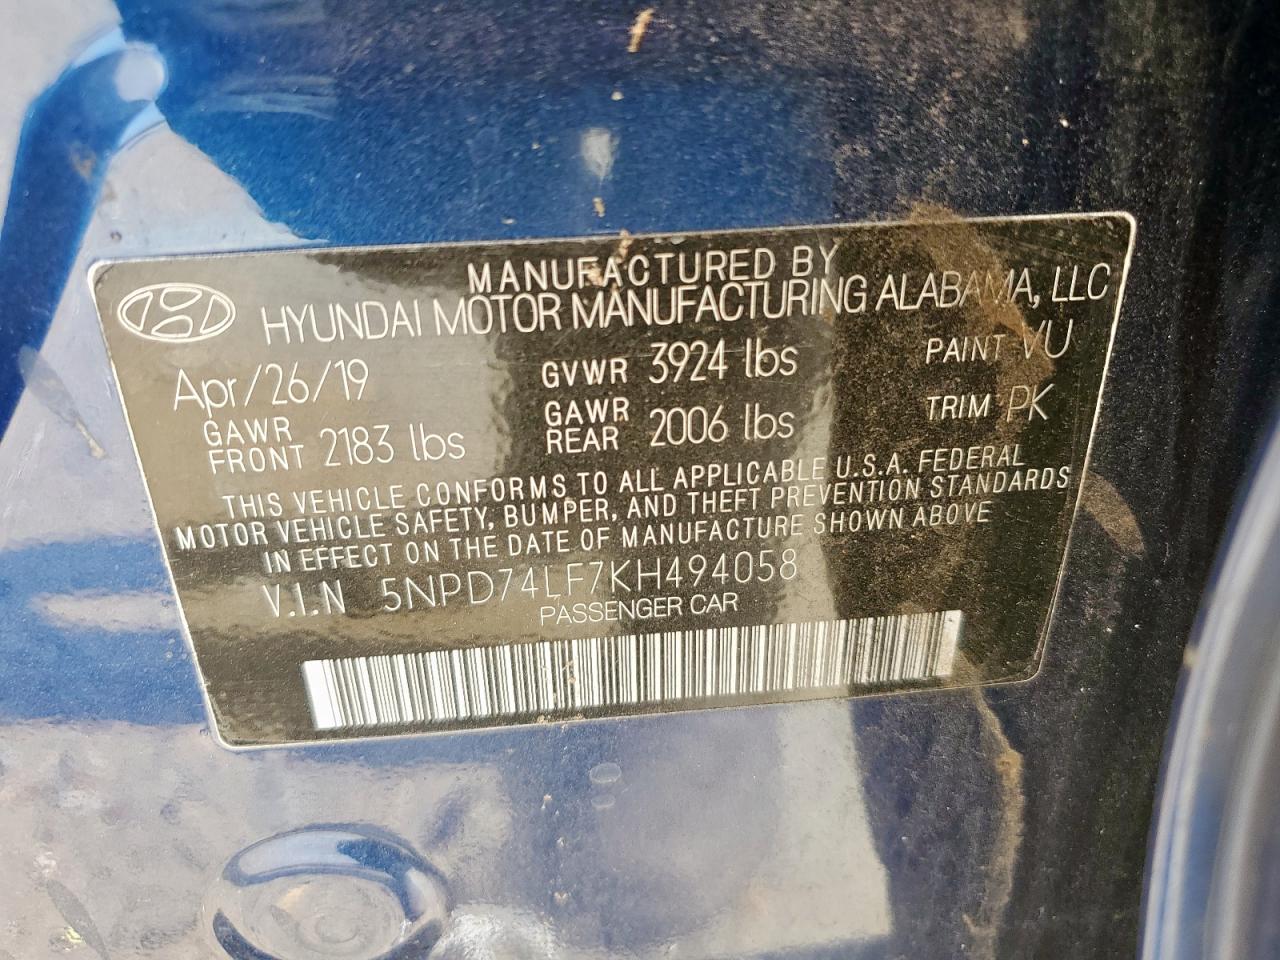 MANUFACTURED BY
HYUNDAI MOTOR MANUFACTURING ALABAMA, LLC
Apr/26/19 GVWR 3924 lbs PAINT VU
GAWR FRONT 2183 lbs GAWR REAR 2006 lbs TRIM PK
THIS VEHICLE CONFORMS TO ALL APPLICABLE U.S.A. FEDERAL
MOTOR VEHICLE SAFETY, BUMPER, AND THEFT PREVENTION STANDARDS
IN EFFECT ON THE DATE OF MANUFACTURE SHOWN ABOVE
V.I.N 5NPD74LF7KH494058
PASSENGER CAR